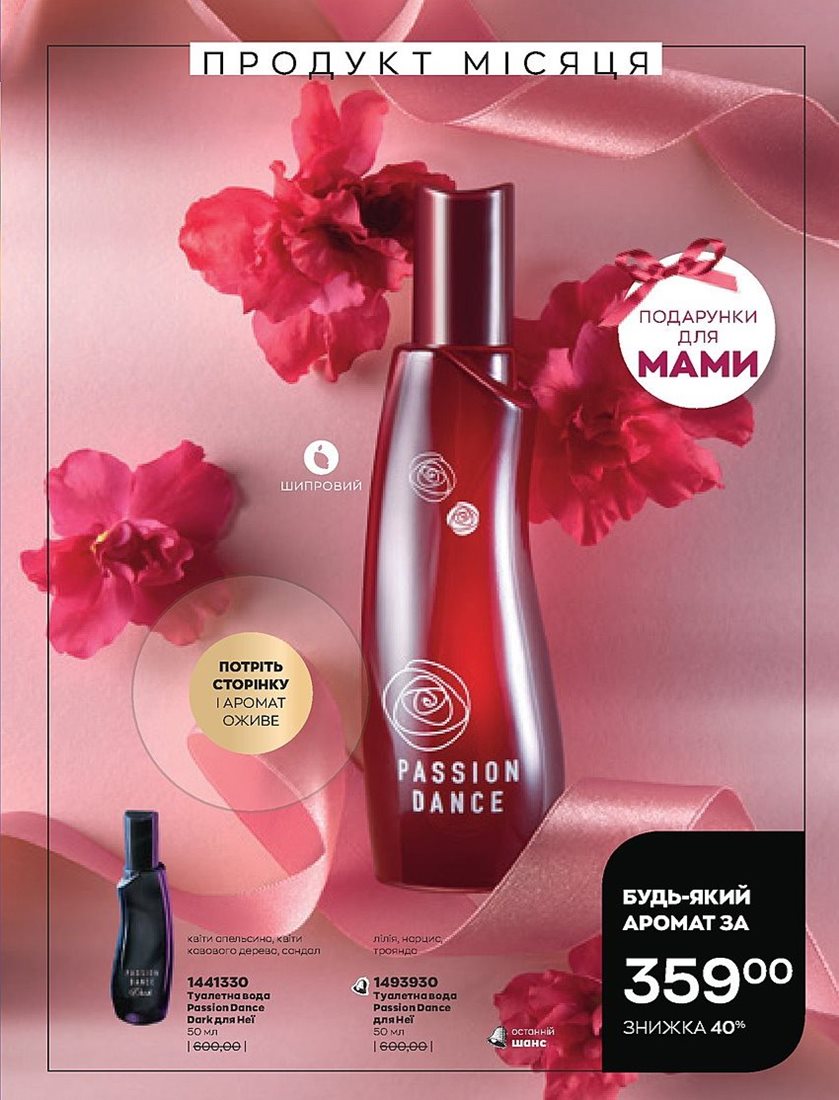 ПРОДУКТ МІСЯЦЯ
ПОДАРУНКИ
ДЛЯ
МАМИ
ШИПРОВИЙ
ПОТРІТЬ
СТОРІНКУ
І АРОМАТ
ОЖИВЕ
PASSION
DANCE
PASSION
DANCE
Dark
квіти апельсина, квіти
кавового дерева, сандал
1441330
Туалетна вода
Passion Dance
Dark для Неї
50 мл
| 600,00 |
лілія, нарцис,
троянда
1493930
Туалетна вода
Passion Dance
для Неї
50 мл
| 600,00 |
останній
шанс
БУДЬ-ЯКИЙ
АРОМАТ ЗА
359⁰⁰
ЗНИЖКА 40%